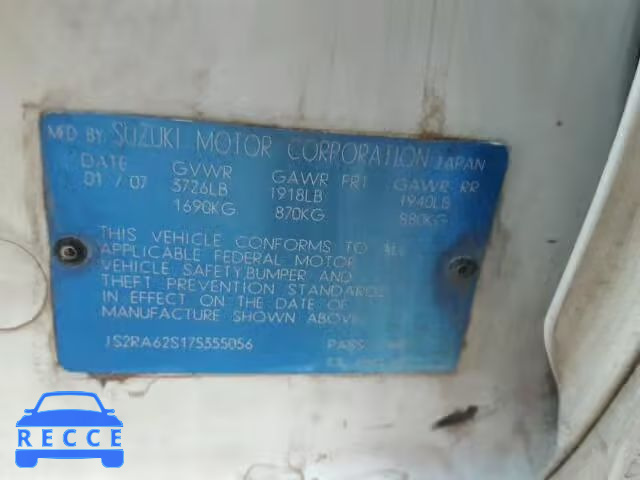 MFD BY SUZUKI MOTOR CORPORATION JAPAN
DATE GVWR GAWR FRT GAWR RR
01 / 07 3726LB 1918LB 1940LB
1690KG 870KG 880KG
THIS VEHICLE CONFORMS TO ALL
APPLICABLE FEDERAL MOTOR
VEHICLE SAFETY,BUMPER AND
THEFT PREVENTION STANDARDS
IN EFFECT ON THE DATE OF
MANUFACTURE SHOWN ABOVE
JS2RA62S175355056 PASS
RECCE